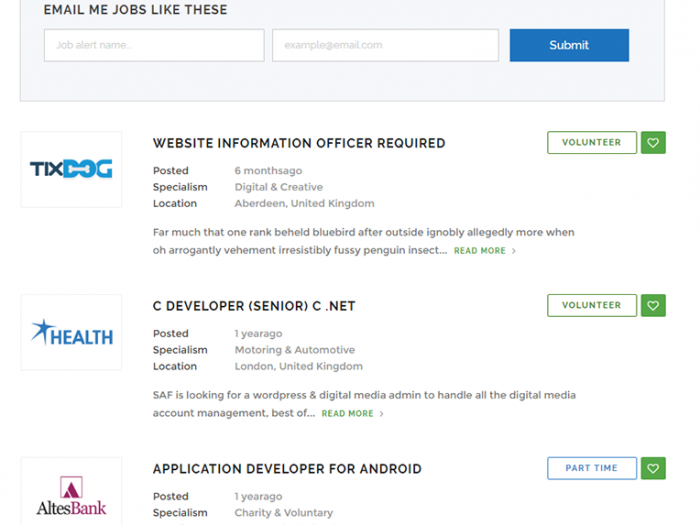 EMAIL ME JOBS LIKE THESE
Job alert name...
example@email.com
Submit
TIXDOG
WEBSITE INFORMATION OFFICER REQUIRED
VOLUNTEER
Posted 6 monthsago
Specialism Digital & Creative
Location Aberdeen, United Kingdom
Far much that one rank beheld bluebird after outside ignobly allegedly more when
oh arrogantly vehement irresistibly fussy penguin insect... READ MORE >
HEALTH
C DEVELOPER (SENIOR) C .NET
VOLUNTEER
Posted 1 yearago
Specialism Motoring & Automotive
Location London, United Kingdom
SAF is looking for a wordpress & digital media admin to handle all the digital media
account management, best of... READ MORE >
AltesBank
APPLICATION DEVELOPER FOR ANDROID
PART TIME
Posted 1 yearago
Specialism Charity & Voluntary